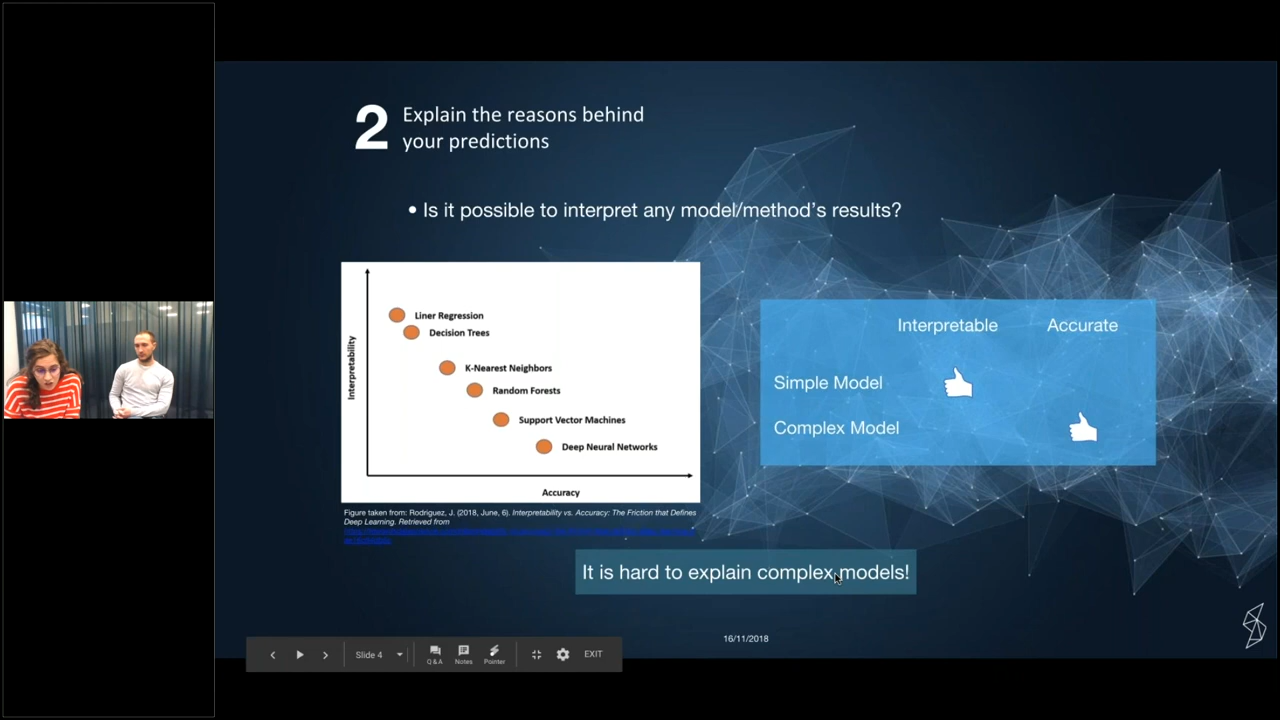 2
Explain the reasons behind
your predictions
• Is it possible to interpret any model/method's results?
Interpretability
Liner Regression
Decision Trees
K-Nearest Neighbors
Random Forests
Support Vector Machines
Deep Neural Networks
Accuracy
Figure taken from: Rodriguez, J. (2018, June, 6). Interpretability vs. Accuracy: The Friction that Defines
Deep Learning. Retrieved from
Interpretable Accurate
Simple Model
Complex Model
It is hard to explain complex models!
16/11/2018
Slide 4
Q&A
Notes
Pointer
EXIT